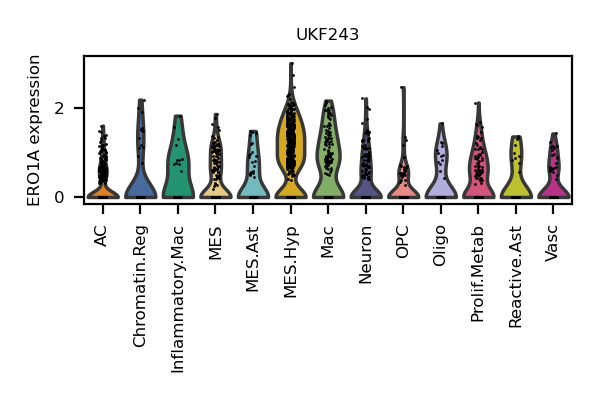 UKF243
ERO1A expression
2
0
AC
Chromatin.Reg
Inflammatory.Mac
MES
MES.Ast
MES.Hyp
Mac
Neuron
OPC
Oligo
Prolif.Metab
Reactive.Ast
Vasc